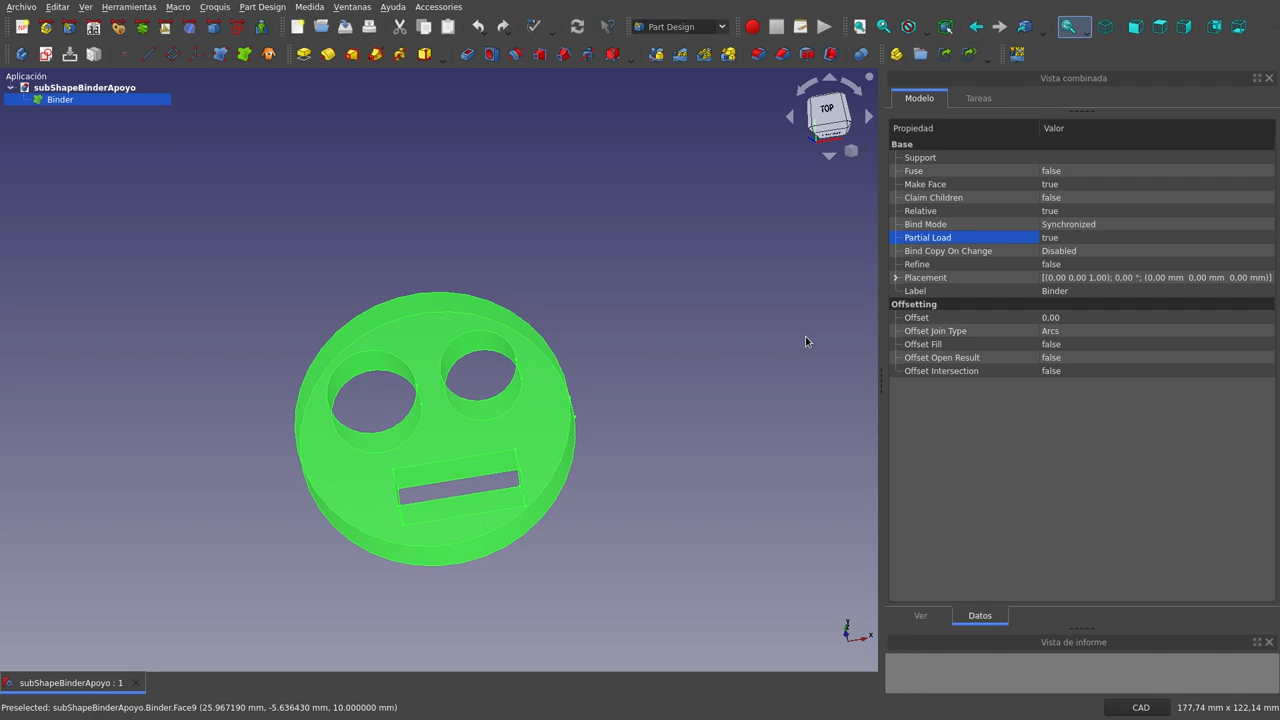 Archivo Editar Ver Herramientas Macro Croquis Part Design Medida Ventanas Ayuda Accessories
Part Design
Aplicación
subShapeBinderApoyo
Binder
TOP
Vista combinada
Modelo Tareas
Propiedad Valor
Base
Support
Fuse false
Make Face true
Claim Children false
Relative true
Bind Mode Synchronized
Partial Load true
Bind Copy On Change Disabled
Refine false
Placement [(0,00 0,00 1,00); 0,00 °; (0,00 mm 0,00 mm 0,00 mm)]
Label Binder
Offsetting
Offset 0,00
Offset Join Type Arcs
Offset Fill false
Offset Open Result false
Offset Intersection false
Ver Datos
Vista de informe
Y
Z
X
subShapeBinderApoyo : 1
Preselected: subShapeBinderApoyo.Binder.Face9 (25.967190 mm, -5.636430 mm, 10.000000 mm)
CAD 177,74 mm x 122,14 mm